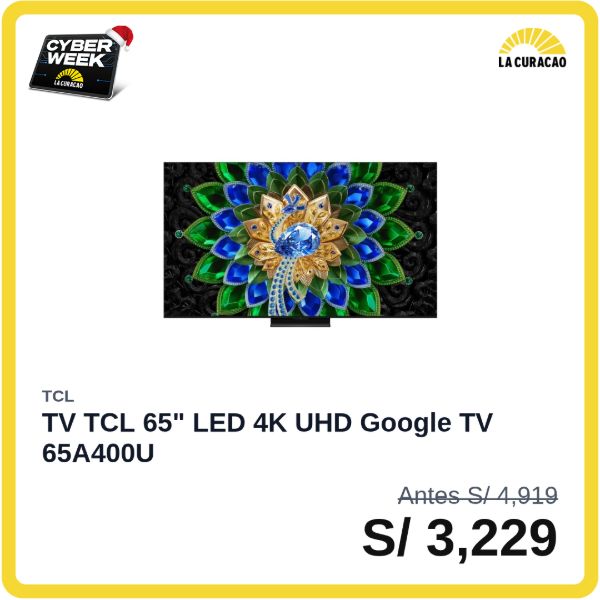 CYBER
WEEK
LA CURACAO
LA CURACAO
TCL
TV TCL 65" LED 4K UHD Google TV
65A400U
Antes S/ 4,919
S/ 3,229